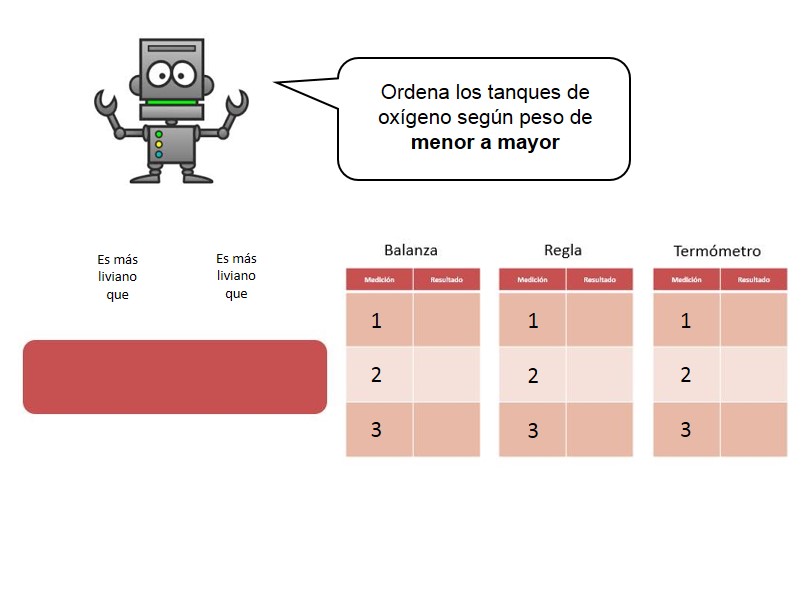 Ordena los tanques de
oxígeno según peso de
menor a mayor
Es más
liviano
que
Es más
liviano
que
Balanza
Medición Resultado
1
2
3
Regla
Medición Resultado
1
2
3
Termómetro
Medición Resultado
1
2
3